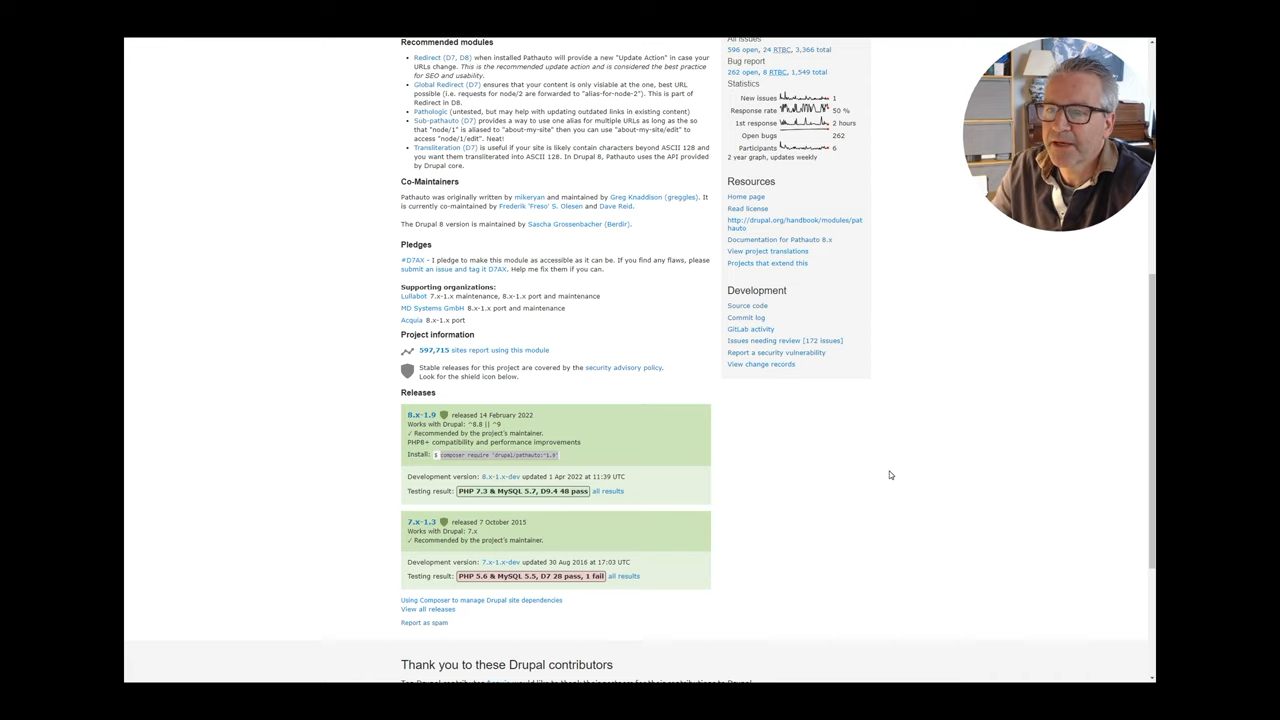 Recommended modules
Redirect (D7, D8) when installed Pathauto will provide a new "Update Action" in case your
URLs change. This is the recommended update action and is considered the best practice
for SEO and usability.
Global Redirect (D7) ensures that your content is only visible at the one, best URL
possible (i.e. requests for node/2 are forwarded to "alias-for-node-2"). This is part of
Redirect in D8.
Pathologic (untested, but may help with updating outdated links in existing content)
Sub-pathauto (D7) provides a way to use one alias for multiple URLs as long as the so
that "node/1" is aliased to "about-my-site" then you can use "about-my-site/edit" to
access "node/1/edit". Neat!
Transliteration (D7) is useful if your site is likely contain characters beyond ASCII 128 and
you want them transliterated into ASCII 128. In Drupal 8, Pathauto uses the API provided
by Drupal core.
Co-Maintainers
Pathauto was originally written by mikeryan and maintained by Greg Knaddison (greggles). It
is currently co-maintained by Frederik 'Freso' S. Olesen and Dave Reid.
The Drupal 8 version is maintained by Sascha Grossenbacher (Berdir).
Pledges
#D7AX - I pledge to make this module as accessible as it can be. If you find any flaws, please
submit an issue and tag it D7AX. Help me fix them if you can.
Supporting organizations:
Lullabot 7.x-1.x maintenance, 8.x-1.x port and maintenance
MD Systems GmbH 8.x-1.x port and maintenance
Acquia 8.x-1.x port
Project information
597,715 sites report using this module
Stable releases for this project are covered by the security advisory policy.
Look for the shield icon below.
Releases
8.x-1.9 released 14 February 2022
Works with Drupal: ^8.8 || ^9
✓ Recommended by the project's maintainer.
PHP8+ compatibility and performance improvements
Install: $ composer require 'drupal/pathauto:^1.9'
Development version: 8.x-1.x-dev updated 1 Apr 2022 at 11:39 UTC
Testing result: PHP 7.3 & MySQL 5.7, D9.4 48 pass all results
7.x-1.3 released 7 October 2015
Works with Drupal: 7.x
✓ Recommended by the project's maintainer.
Development version: 7.x-1.x-dev updated 30 Aug 2016 at 17:03 UTC
Testing result: PHP 5.6 & MySQL 5.5, D7 28 pass, 1 fail all results
Using Composer to manage Drupal site dependencies
View all releases
Report as spam
Thank you to these Drupal contributors
All issues
596 open, 24 RTBC, 3,366 total
Bug report
262 open, 8 RTBC, 1,549 total
Statistics
New issues 1
Response rate 50 %
1st response 2 hours
Open bugs 262
Participants 6
2 year graph, updates weekly
Resources
Home page
Read license
http://drupal.org/handbook/modules/pat
hauto
Documentation for Pathauto 8.x
View project translations
Projects that extend this
Development
Source code
Commit log
GitLab activity
Issues needing review [172 issues]
Report a security vulnerability
View change records